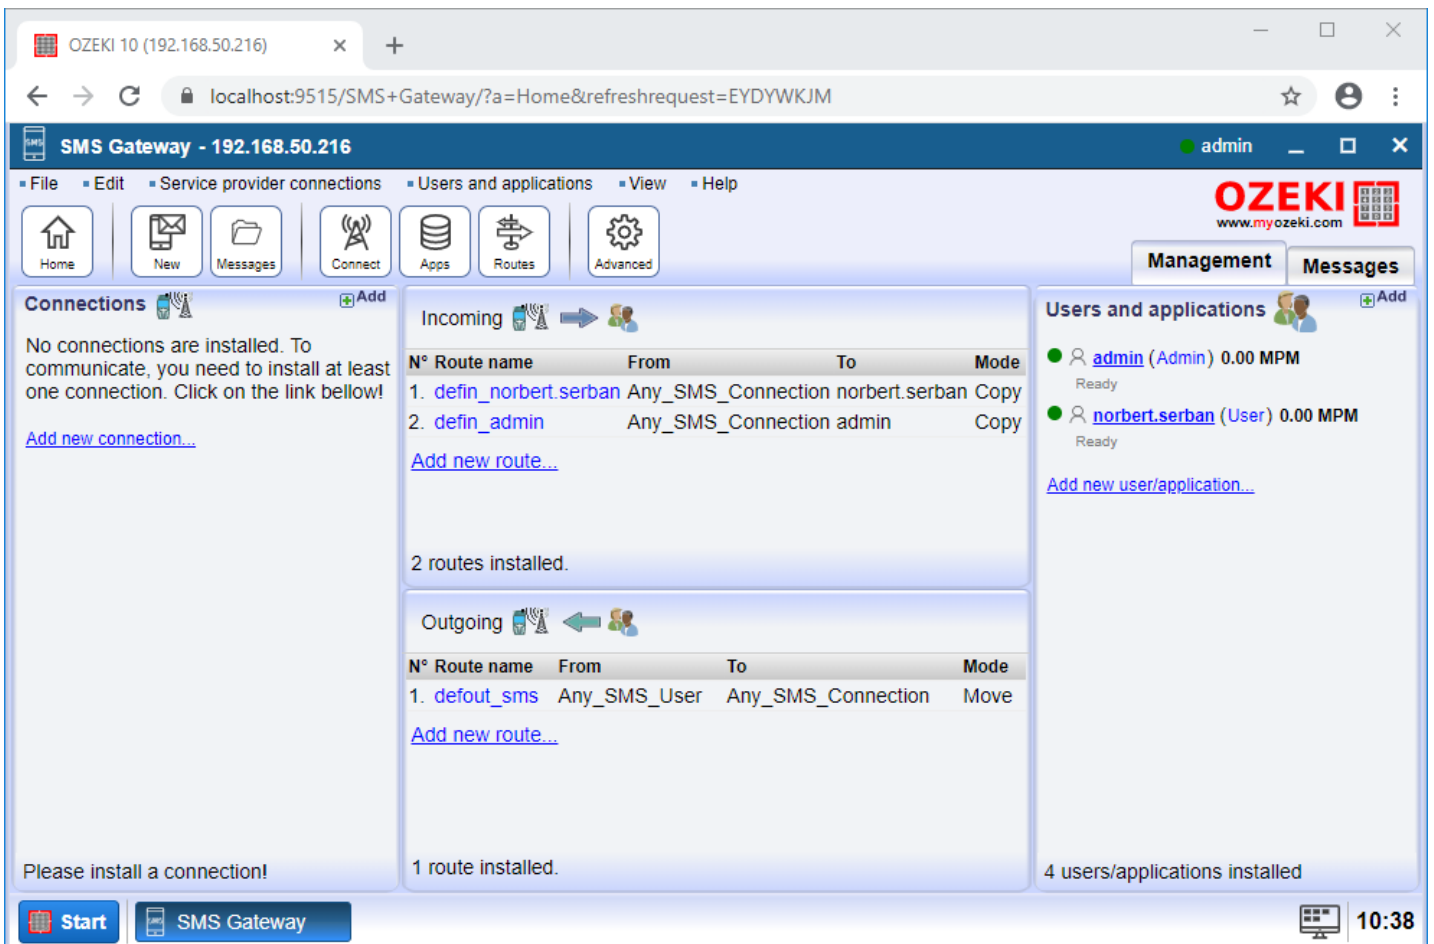 OZEKI 10 (192.168.50.216)
localhost:9515/SMS+Gateway/?a=Home&refreshrequest=EYDYWKJM
SMS
SMS Gateway - 192.168.50.216
admin
File Edit Service provider connections Users and applications View Help
OZEKI
www.myozeki.com
Home New Messages Connect Apps Routes Advanced
Management Messages
Connections Add
No connections are installed. To
communicate, you need to install at least
one connection. Click on the link bellow!
Add new connection...
Please install a connection!
Incoming
N° Route name From To Mode
1. defin_norbert.serban Any_SMS_Connection norbert.serban Copy
2. defin_admin Any_SMS_Connection admin Copy
Add new route...
2 routes installed.
Outgoing
N° Route name From To Mode
1. defout_sms Any_SMS_User Any_SMS_Connection Move
Add new route...
1 route installed.
Users and applications Add
admin (Admin) 0.00 MPM
Ready
norbert.serban (User) 0.00 MPM
Ready
Add new user/application...
4 users/applications installed
Start SMS SMS Gateway 10:38